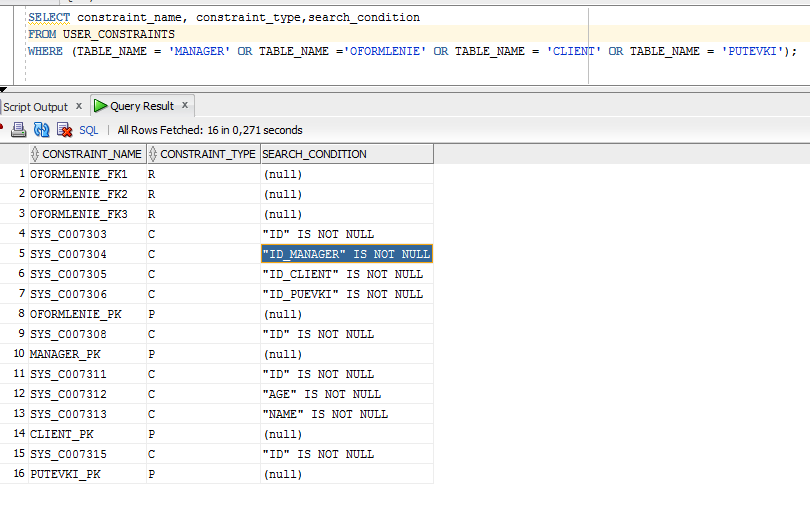 SELECT constraint_name, constraint_type,search_condition
FROM USER_CONSTRAINTS
WHERE (TABLE_NAME = 'MANAGER' OR TABLE_NAME ='OFORMLENIE' OR TABLE_NAME = 'CLIENT' OR TABLE_NAME = 'PUTEVKI');
Script Output x Query Result x
SQL | All Rows Fetched: 16 in 0,271 seconds
CONSTRAINT_NAME CONSTRAINT_TYPE SEARCH_CONDITION
1 OFORMLENIE_FK1 R (null)
2 OFORMLENIE_FK2 R (null)
3 OFORMLENIE_FK3 R (null)
4 SYS_C007303 C "ID" IS NOT NULL
5 SYS_C007304 C "ID_MANAGER" IS NOT NULL
6 SYS_C007305 C "ID_CLIENT" IS NOT NULL
7 SYS_C007306 C "ID_PUEVKI" IS NOT NULL
8 OFORMLENIE_PK P (null)
9 SYS_C007308 C "ID" IS NOT NULL
10 MANAGER_PK P (null)
11 SYS_C007311 C "ID" IS NOT NULL
12 SYS_C007312 C "AGE" IS NOT NULL
13 SYS_C007313 C "NAME" IS NOT NULL
14 CLIENT_PK P (null)
15 SYS_C007315 C "ID" IS NOT NULL
16 PUTEVKI_PK P (null)